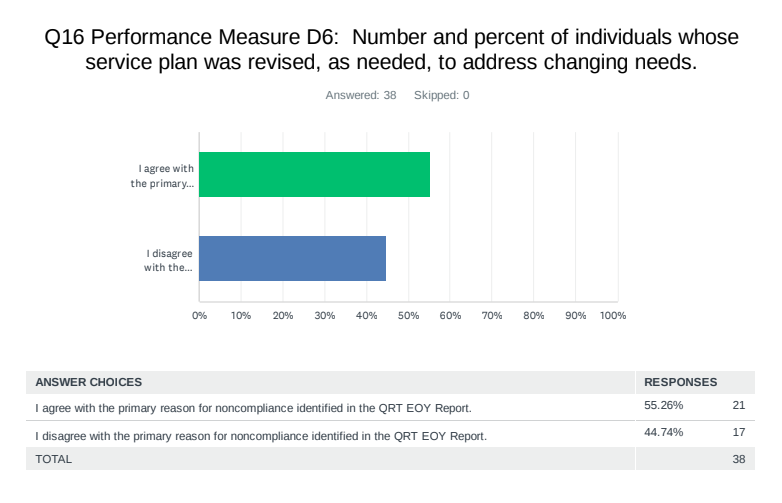 Q16 Performance Measure D6:  Number and percent of individuals whose
service plan was revised, as needed, to address changing needs.
Answered: 38 Skipped: 0
I agree with
the primary...
I disagree
with the...
0% 10% 20% 30% 40% 50% 60% 70% 80% 90% 100%
ANSWER CHOICES RESPONSES
I agree with the primary reason for noncompliance identified in the QRT EOY Report. 55.26% 21
I disagree with the primary reason for noncompliance identified in the QRT EOY Report. 44.74% 17
TOTAL 38